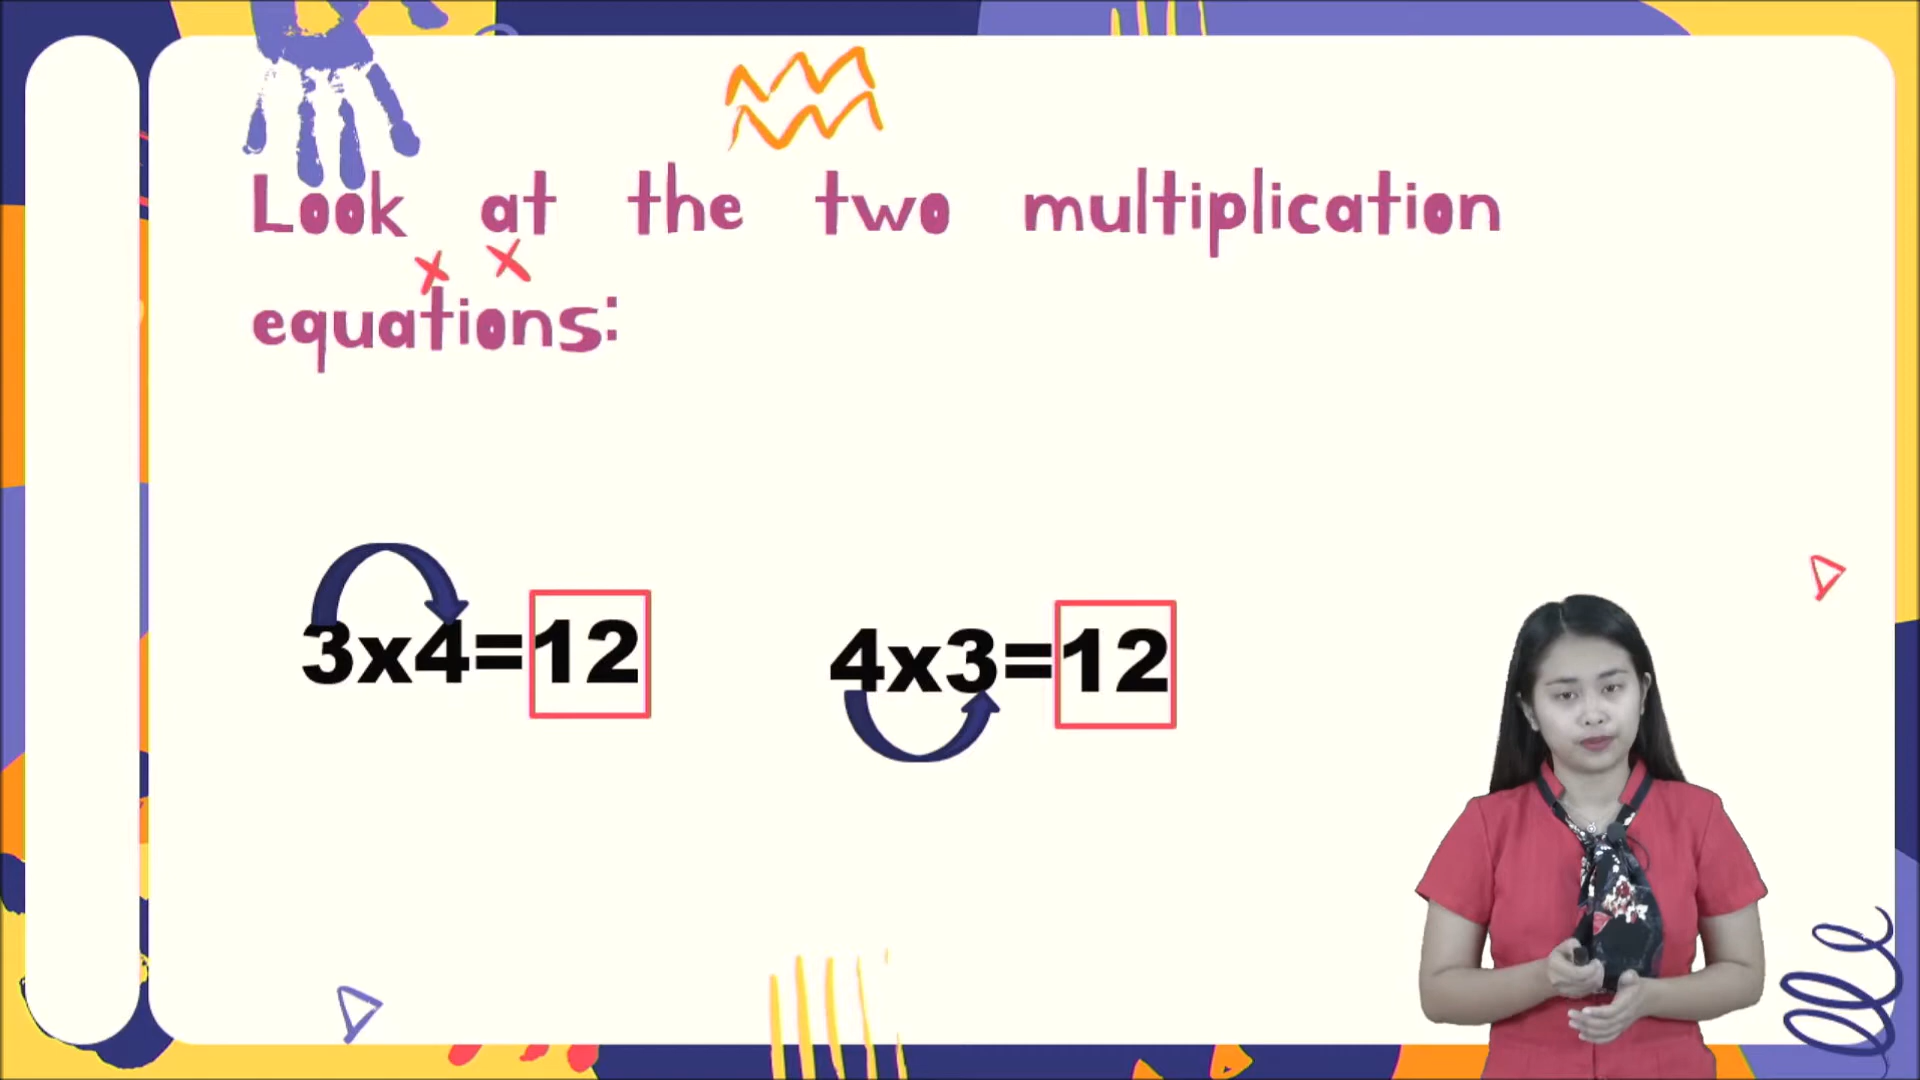 Look at the two multiplication
equations:
3x4=12
4x3=12